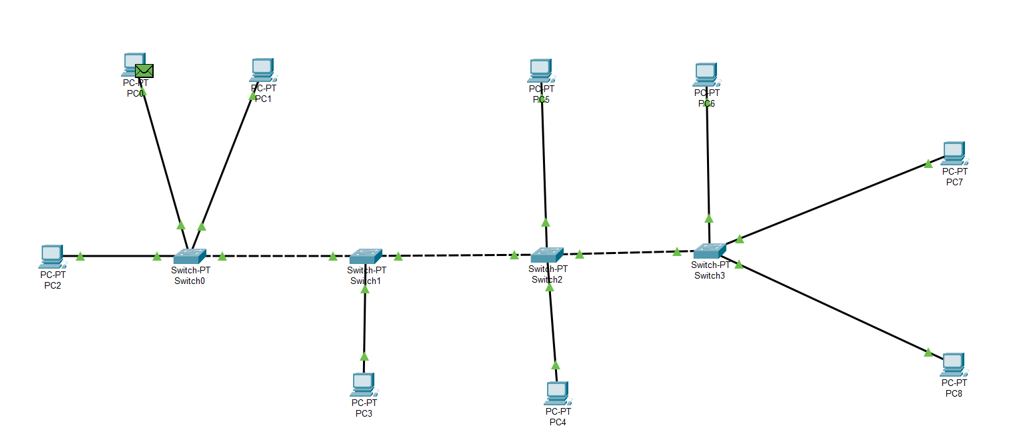 PC-PT
PC0
PC-PT
PC1
PC-PT
PC5
PC-PT
PC6
PC-PT
PC7
PC-PT
PC2
Switch-PT
Switch0
Switch-PT
Switch1
Switch-PT
Switch2
Switch-PT
Switch3
PC-PT
PC3
PC-PT
PC4
PC-PT
PC8